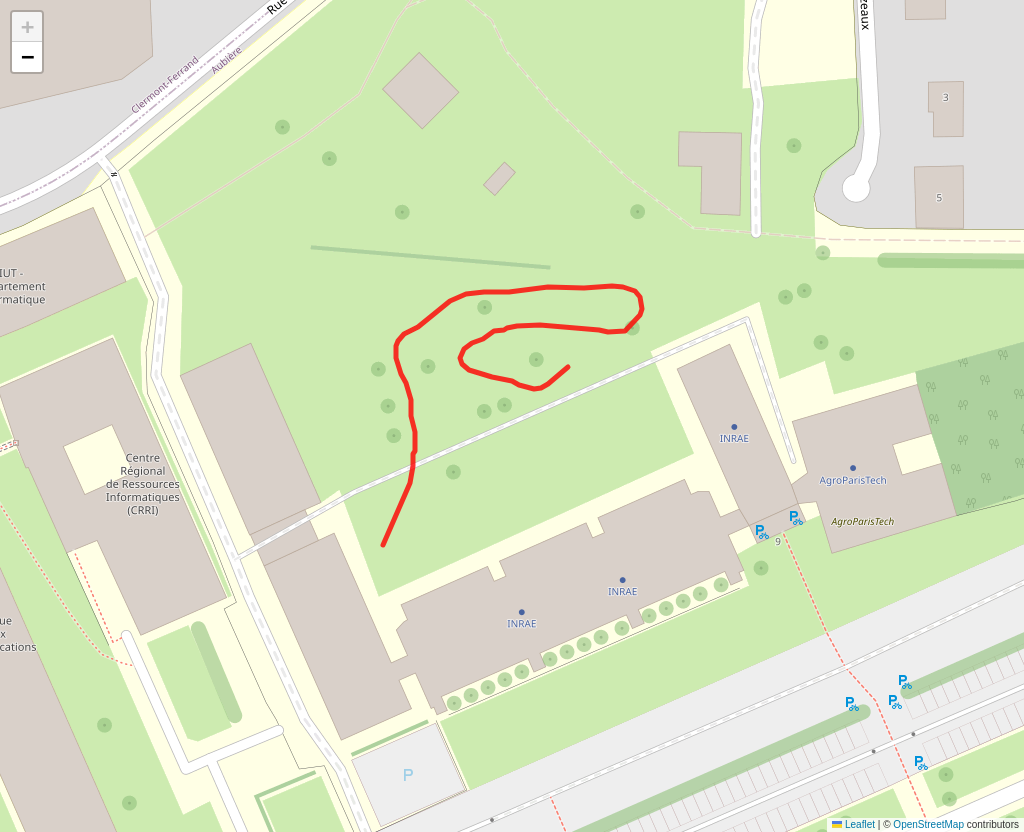 +
−
Rue
Clermont-Ferrand
Aubière
3
5
IUT -
artement
rmatique
Centre
Régional
de Ressources
Informatiques
(CRRI)
INRAE
AgroParisTech
AgroParisTech
9
INRAE
INRAE
ue
x
cations
P
P
P
P
P
P
P
Leaflet | © OpenStreetMap contributors